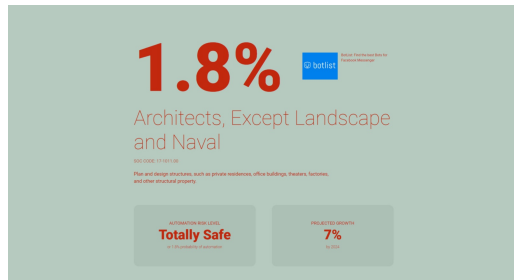 1.8%
botlist
Architects, Except Landscape
and Naval
Plan and design structures, such as private residences, office buildings, theaters, factories,
and other structural property.
AUTOMATION RISK LEVEL
PROJECTED GROWTH
Totally Safe
7%